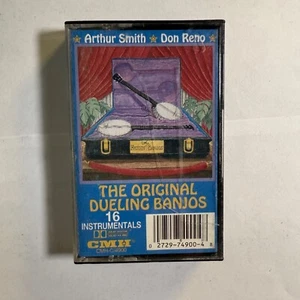 ★ Arthur Smith ★ Don Reno ★
THE ORIGINAL
DUELING BANJOS
16
INSTRUMENTALS
CMH
0 2729-74900-4